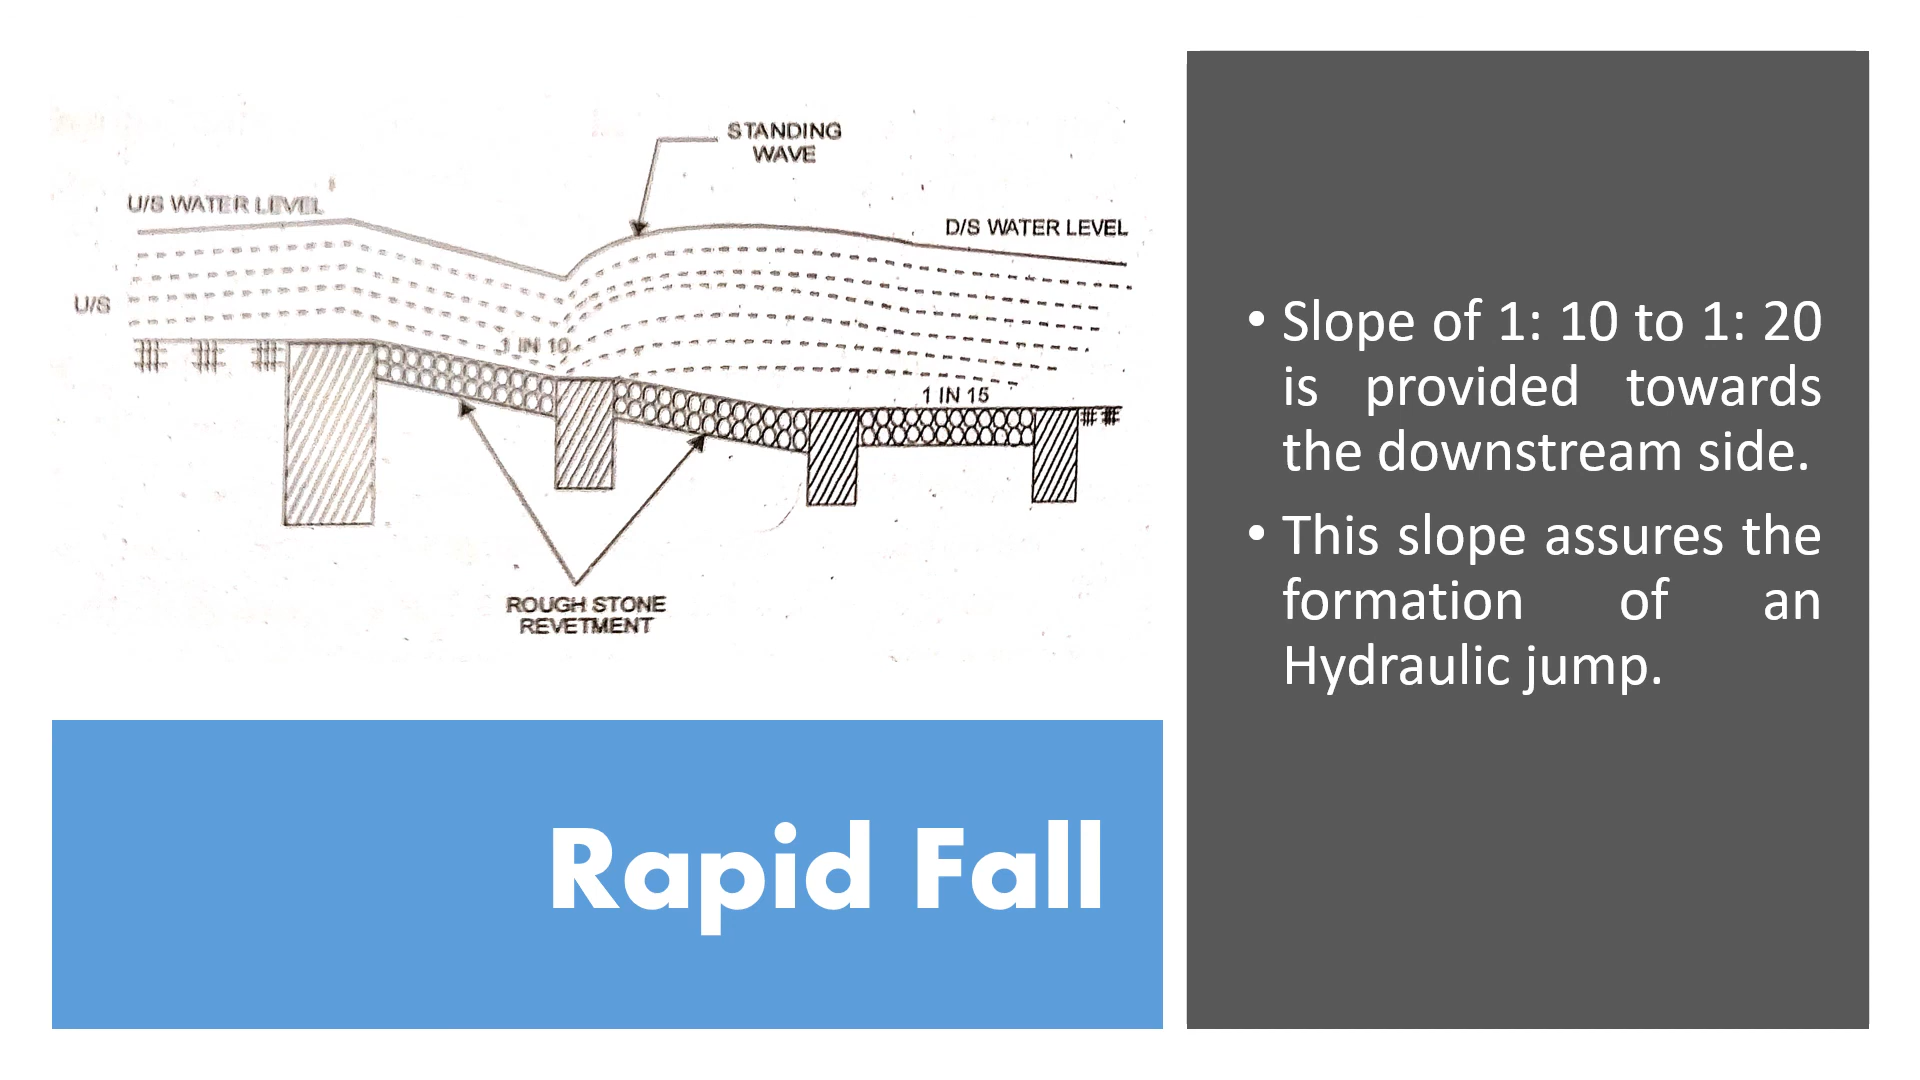 STANDING
WAVE
U/S WATER LEVEL
D/S WATER LEVEL
U/S
1 IN 10
1 IN 15
ROUGH STONE
REVETMENT
Rapid Fall
• Slope of 1: 10 to 1: 20
is provided towards
the downstream side.
• This slope assures the
formation of an
Hydraulic jump.